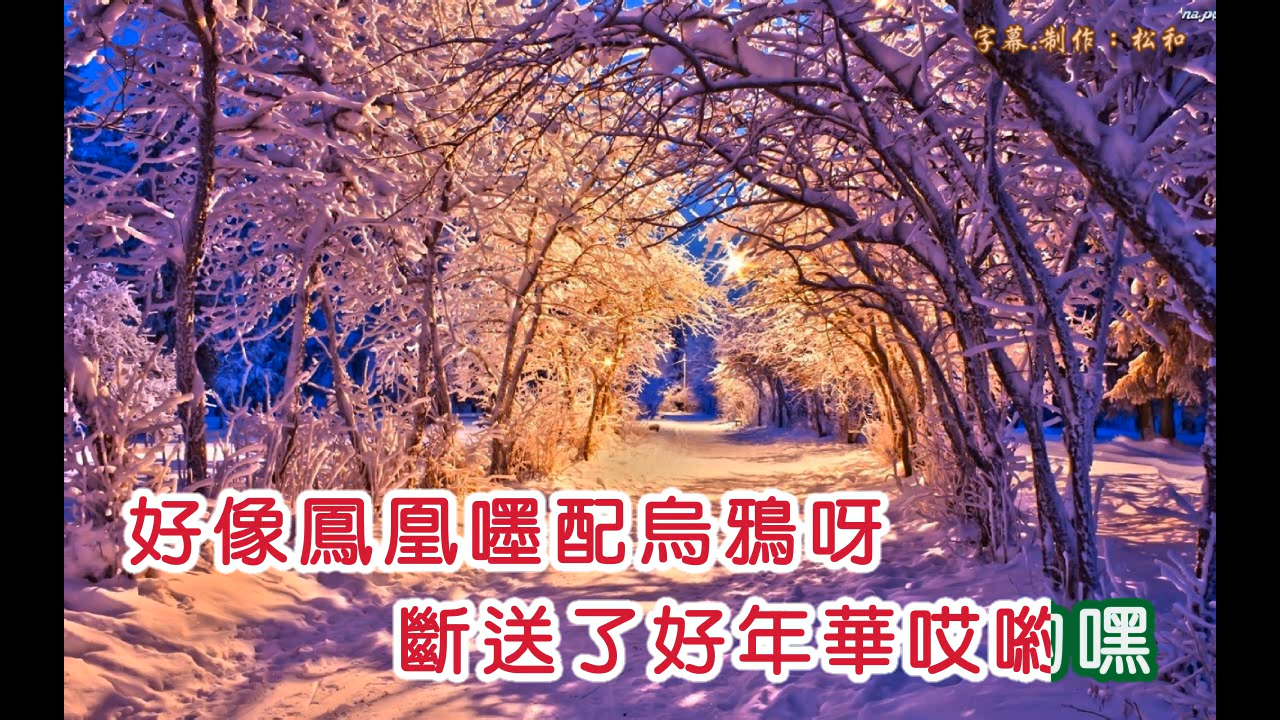 字幕.制作：松和
好像鳳凰嚜配烏鴉呀
斷送了好年華哎喲嘿